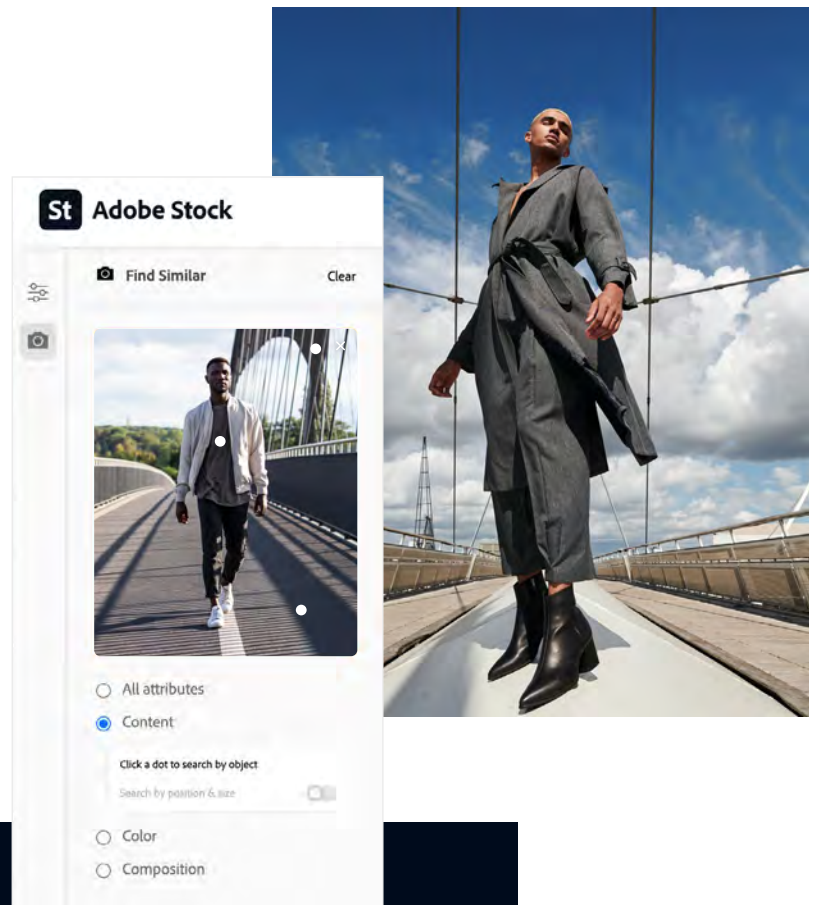 St Adobe Stock
Find Similar Clear
All attributes
Content
Click a dot to search by object
Search by position & size
Color
Composition